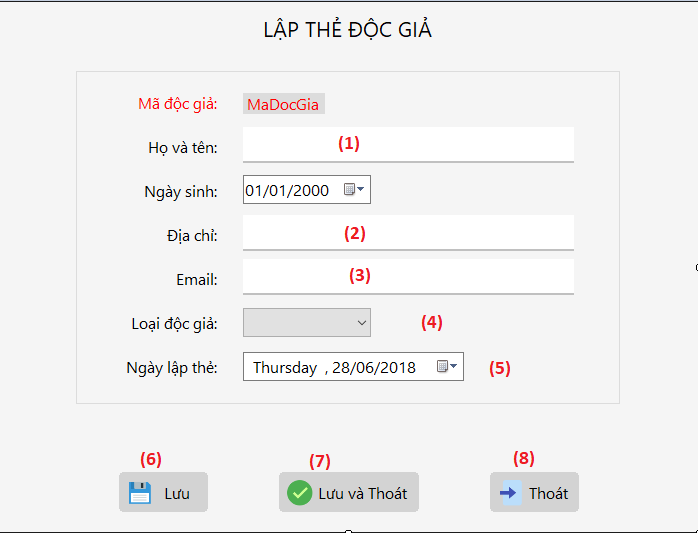 LẬP THẺ ĐỘC GIẢ
Mã độc giả: MaDocGia
Họ và tên: (1)
Ngày sinh: 01/01/2000
Địa chỉ: (2)
Email: (3)
Loại độc giả: (4)
Ngày lập thẻ: Thursday , 28/06/2018 (5)
(6) (7) (8)
Lưu Lưu và Thoát Thoát